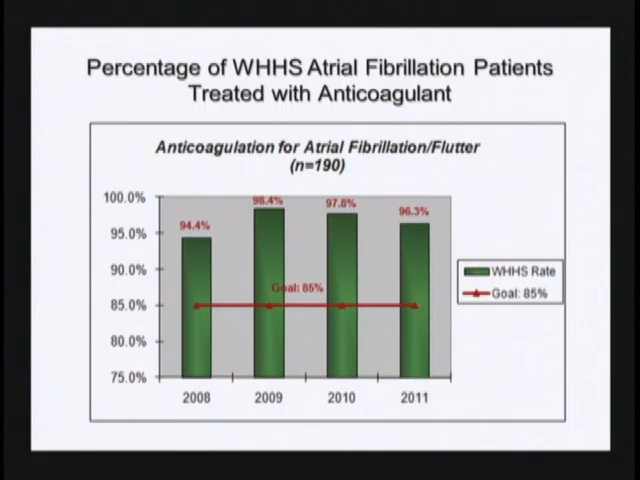 Percentage of WHHS Atrial Fibrillation Patients
Treated with Anticoagulant
Anticoagulation for Atrial Fibrillation/Flutter
(n=190)
100.0%
95.0%
90.0%
85.0%
80.0%
75.0%
94.4%
98.4%
97.8%
96.3%
Goal: 85%
2008 2009 2010 2011
WHHS Rate
Goal: 85%